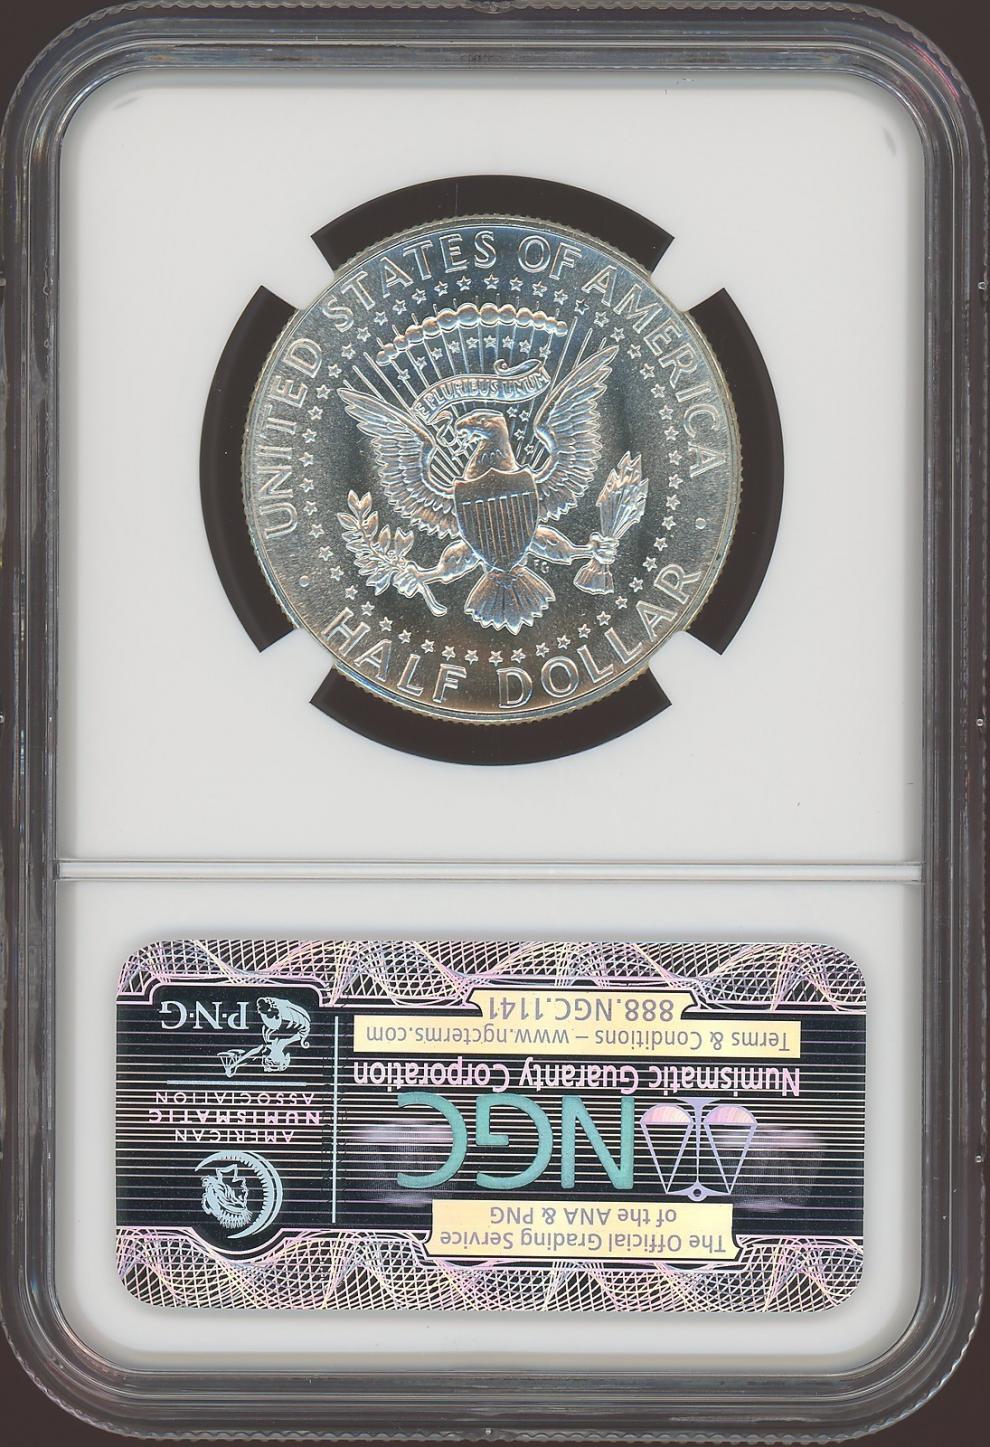 UNITED STATES OF AMERICA
E PLURIBUS UNUM
FG
HALF DOLLAR
The Official Grading Service
of the ANA & PNG
NGC
Numismatic Guaranty Corporation
Terms & Conditions – www.ngcterms.com
888.NGC.1141
AMERICAN
NUMISMATIC
ASSOCIATION
P·N·G